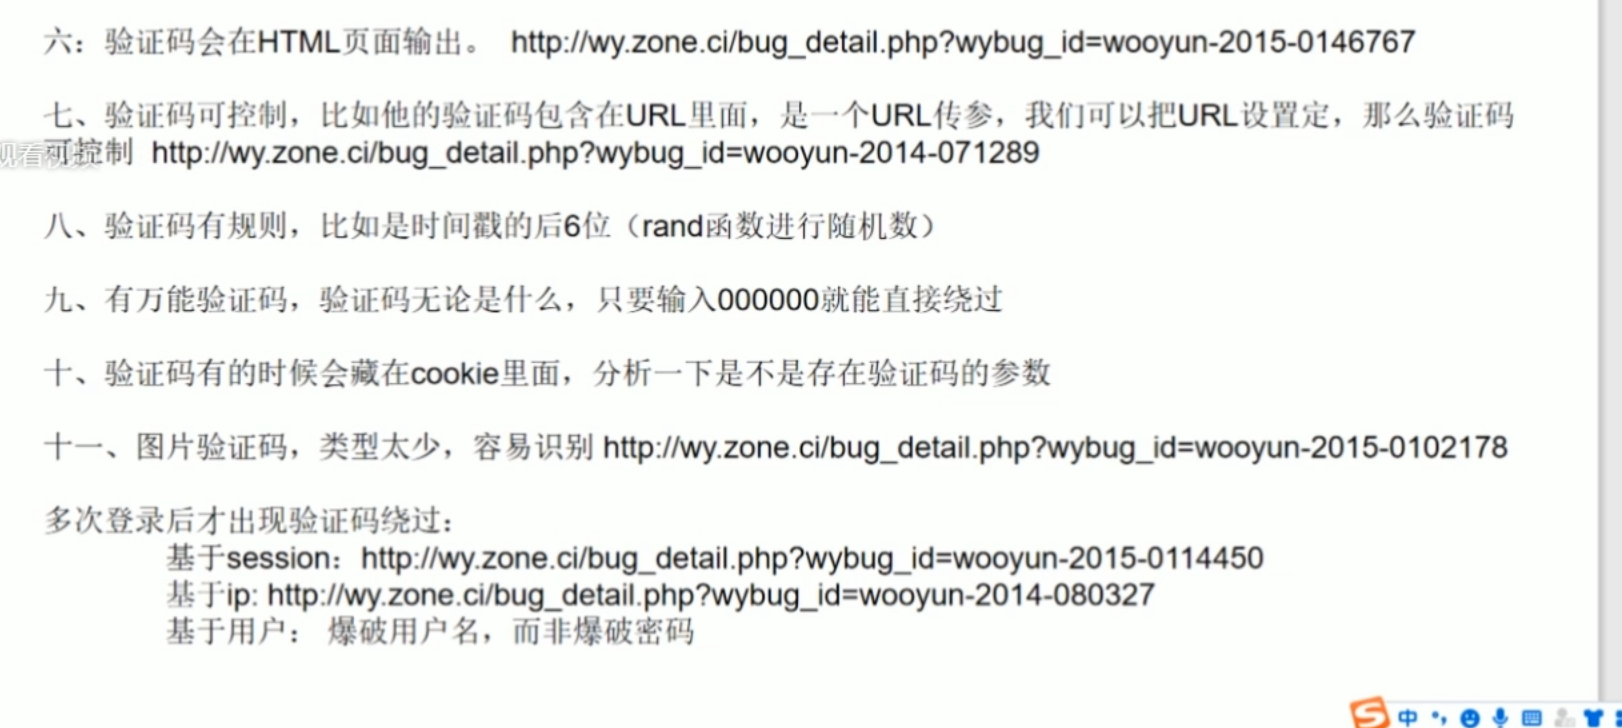 六：验证码会在HTML页面输出。 http://wy.zone.ci/bug_detail.php?wybug_id=wooyun-2015-0146767
七、验证码可控制，比如他的验证码包含在URL里面，是一个URL传参，我们可以把URL设置定，那么验证码
可控制 http://wy.zone.ci/bug_detail.php?wybug_id=wooyun-2014-071289
八、验证码有规则，比如是时间戳的后6位（rand函数进行随机数）
九、有万能验证码，验证码无论是什么，只要输入000000就能直接绕过
十、验证码有的时候会藏在cookie里面，分析一下是不是存在验证码的参数
十一、图片验证码，类型太少，容易识别 http://wy.zone.ci/bug_detail.php?wybug_id=wooyun-2015-0102178
多次登录后才出现验证码绕过：
基于session：http://wy.zone.ci/bug_detail.php?wybug_id=wooyun-2015-0114450
基于ip: http://wy.zone.ci/bug_detail.php?wybug_id=wooyun-2014-080327
基于用户： 爆破用户名，而非爆破密码
中